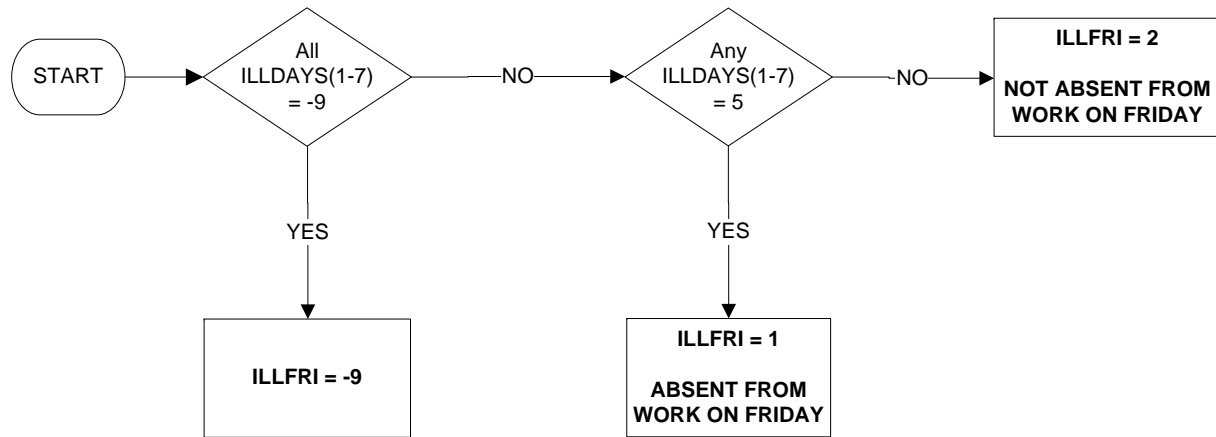 START
All
ILLDAYS(1-7)
= -9
NO
Any
ILLDAYS(1-7)
= 5
NO
ILLFRI = 2
NOT ABSENT FROM
WORK ON FRIDAY
YES
YES
ILLFRI = -9
ILLFRI = 1
ABSENT FROM
WORK ON FRIDAY